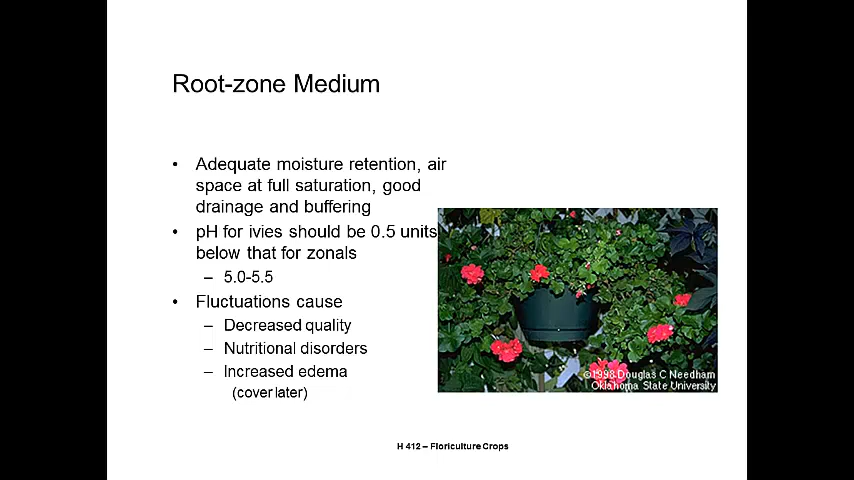 Root-zone Medium
• Adequate moisture retention, air
space at full saturation, good
drainage and buffering
• pH for ivies should be 0.5 units
below that for zonals
– 5.0-5.5
• Fluctuations cause
– Decreased quality
– Nutritional disorders
– Increased edema
(cover later)
©1998 Douglas C Needham
Oklahoma State University
H 412 – Floriculture Crops